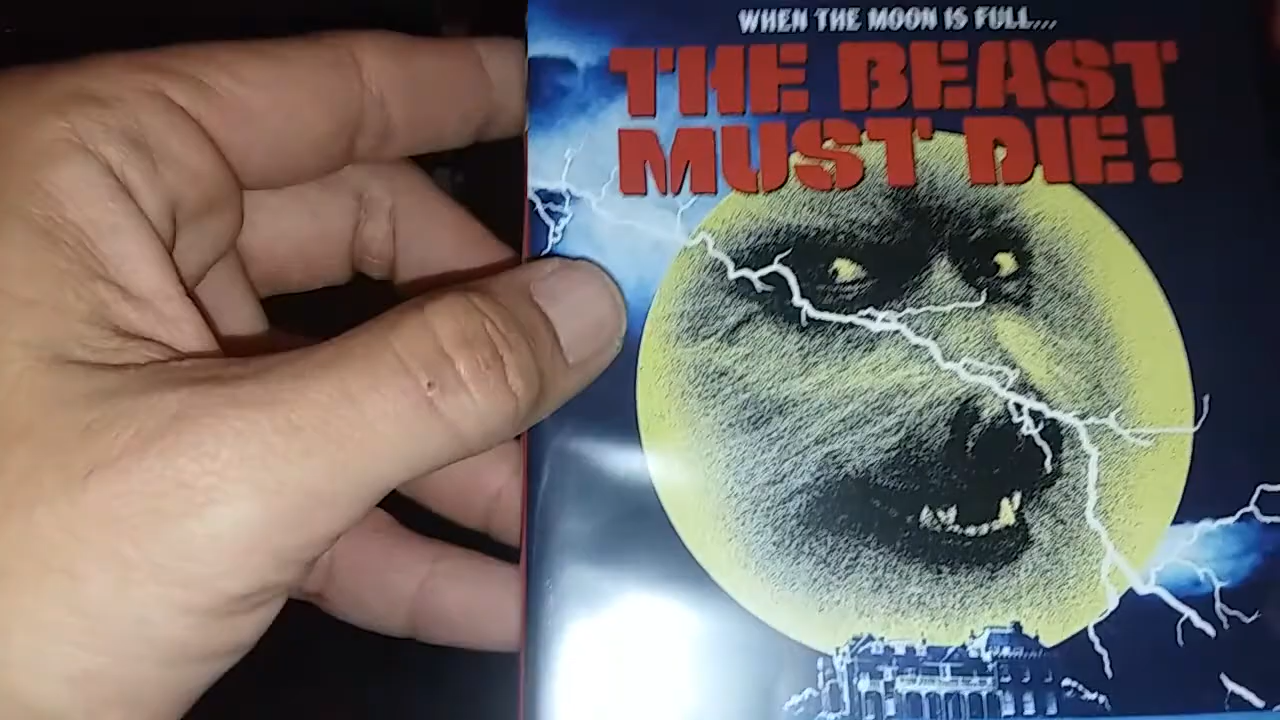 WHEN THE MOON IS FULL...
THE BEAST
MUST DIE!